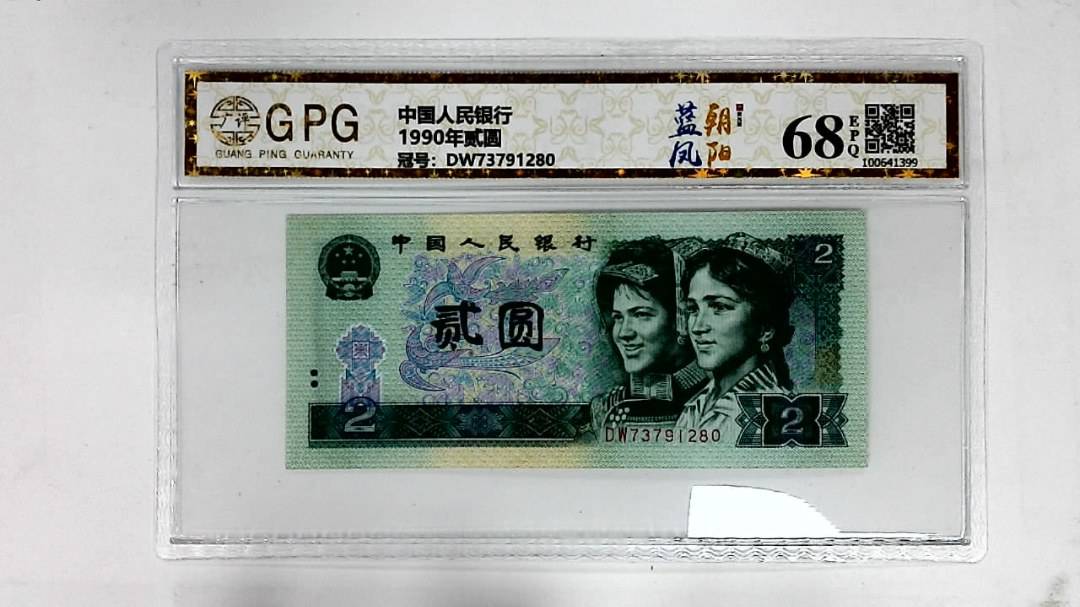 GPG
GUANG PING GUARANTY
中国人民银行
1990年贰圆
冠号：DW73791280
蓝凤
朝阳
68
EPQ
100641399
中国人民银行
2
贰圆
2
DW73791280
2